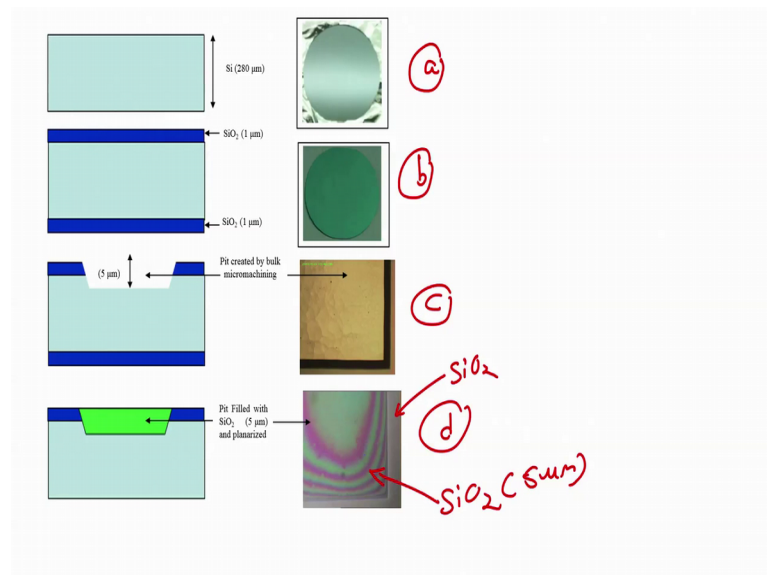 Si (280 μm)
a
SiO₂ (1 μm)
b
SiO₂ (1 μm)
(5 μm)
Pit created by bulk
micromachining
c
SiO₂
Pit Filled with
SiO₂ (5 μm)
and planarized
d
SiO₂ (5μm)